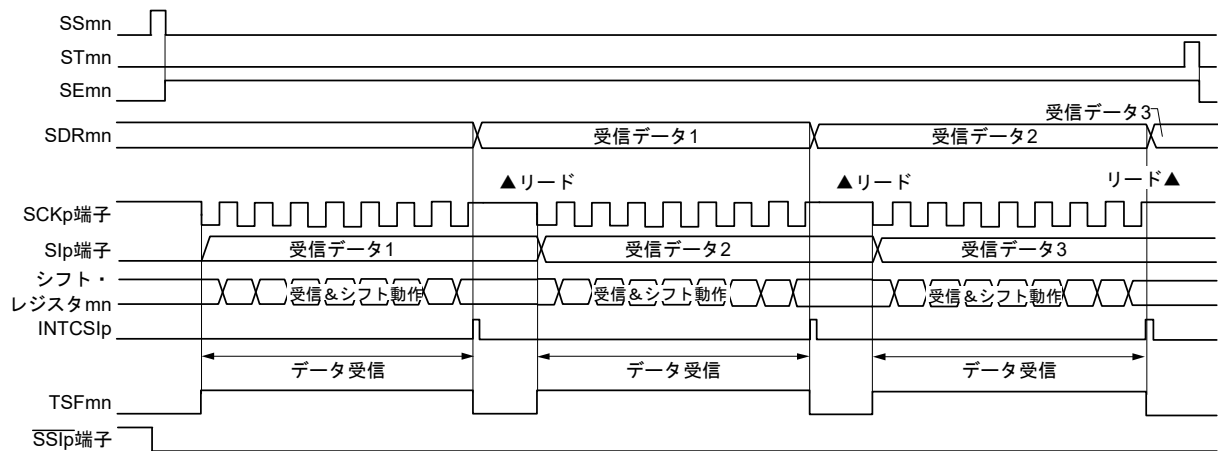 SSmn
STmn
SEmn
受信データ3
SDRmn
受信データ1
受信データ2
▲リード
▲リード
リード▲
SCKp端子
SIp端子
受信データ1
受信データ2
受信データ3
シフト・
レジスタmn
受信&シフト動作
受信&シフト動作
受信&シフト動作
INTCSIp
データ受信
データ受信
データ受信
TSFmn
SSIp端子